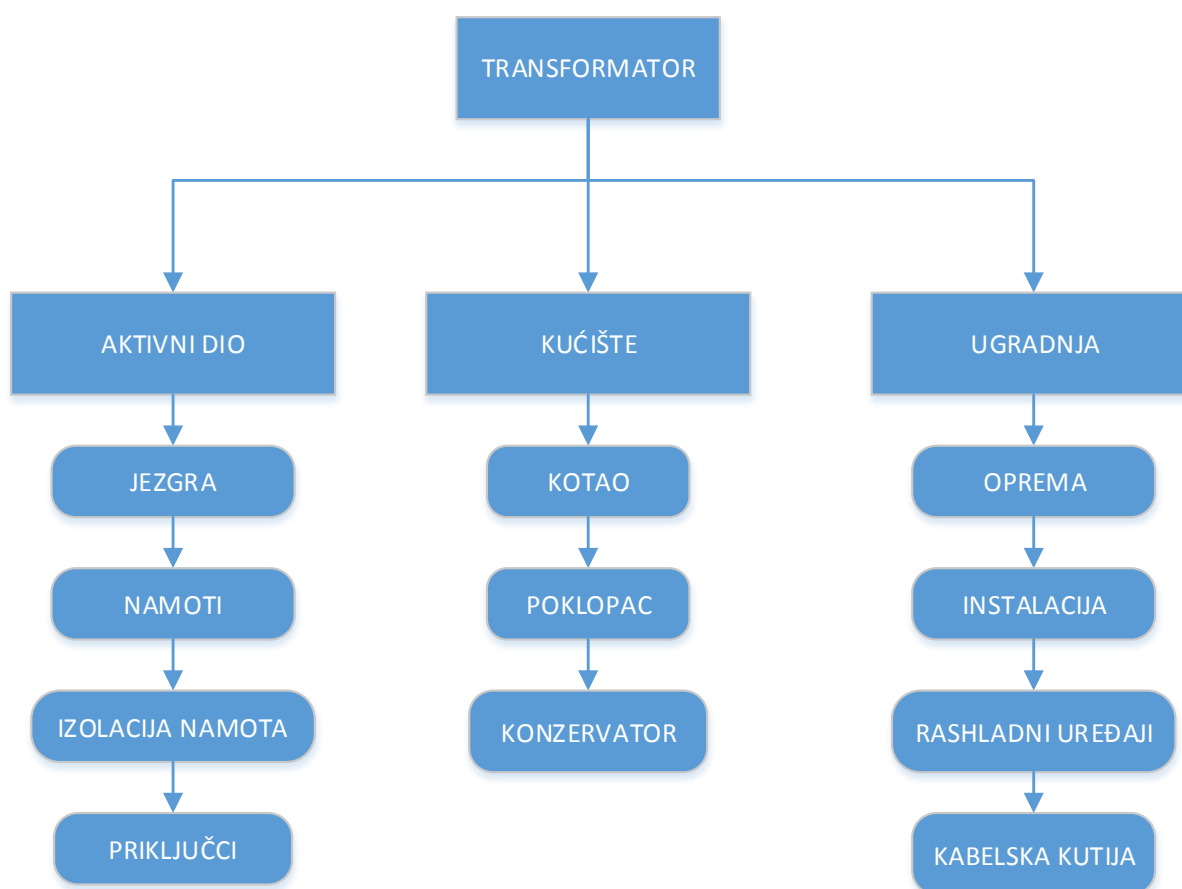 TRANSFORMATOR
AKTIVNI DIO
KUĆIŠTE
UGRADNJA
JEZGRA
KOTAO
OPREMA
NAMOTI
POKLOPAC
INSTALACIJA
IZOLACIJA NAMOTA
KONZERVATOR
RASHLADNI UREĐAJI
PRIKLJUČCI
KABELSKA KUTIJA